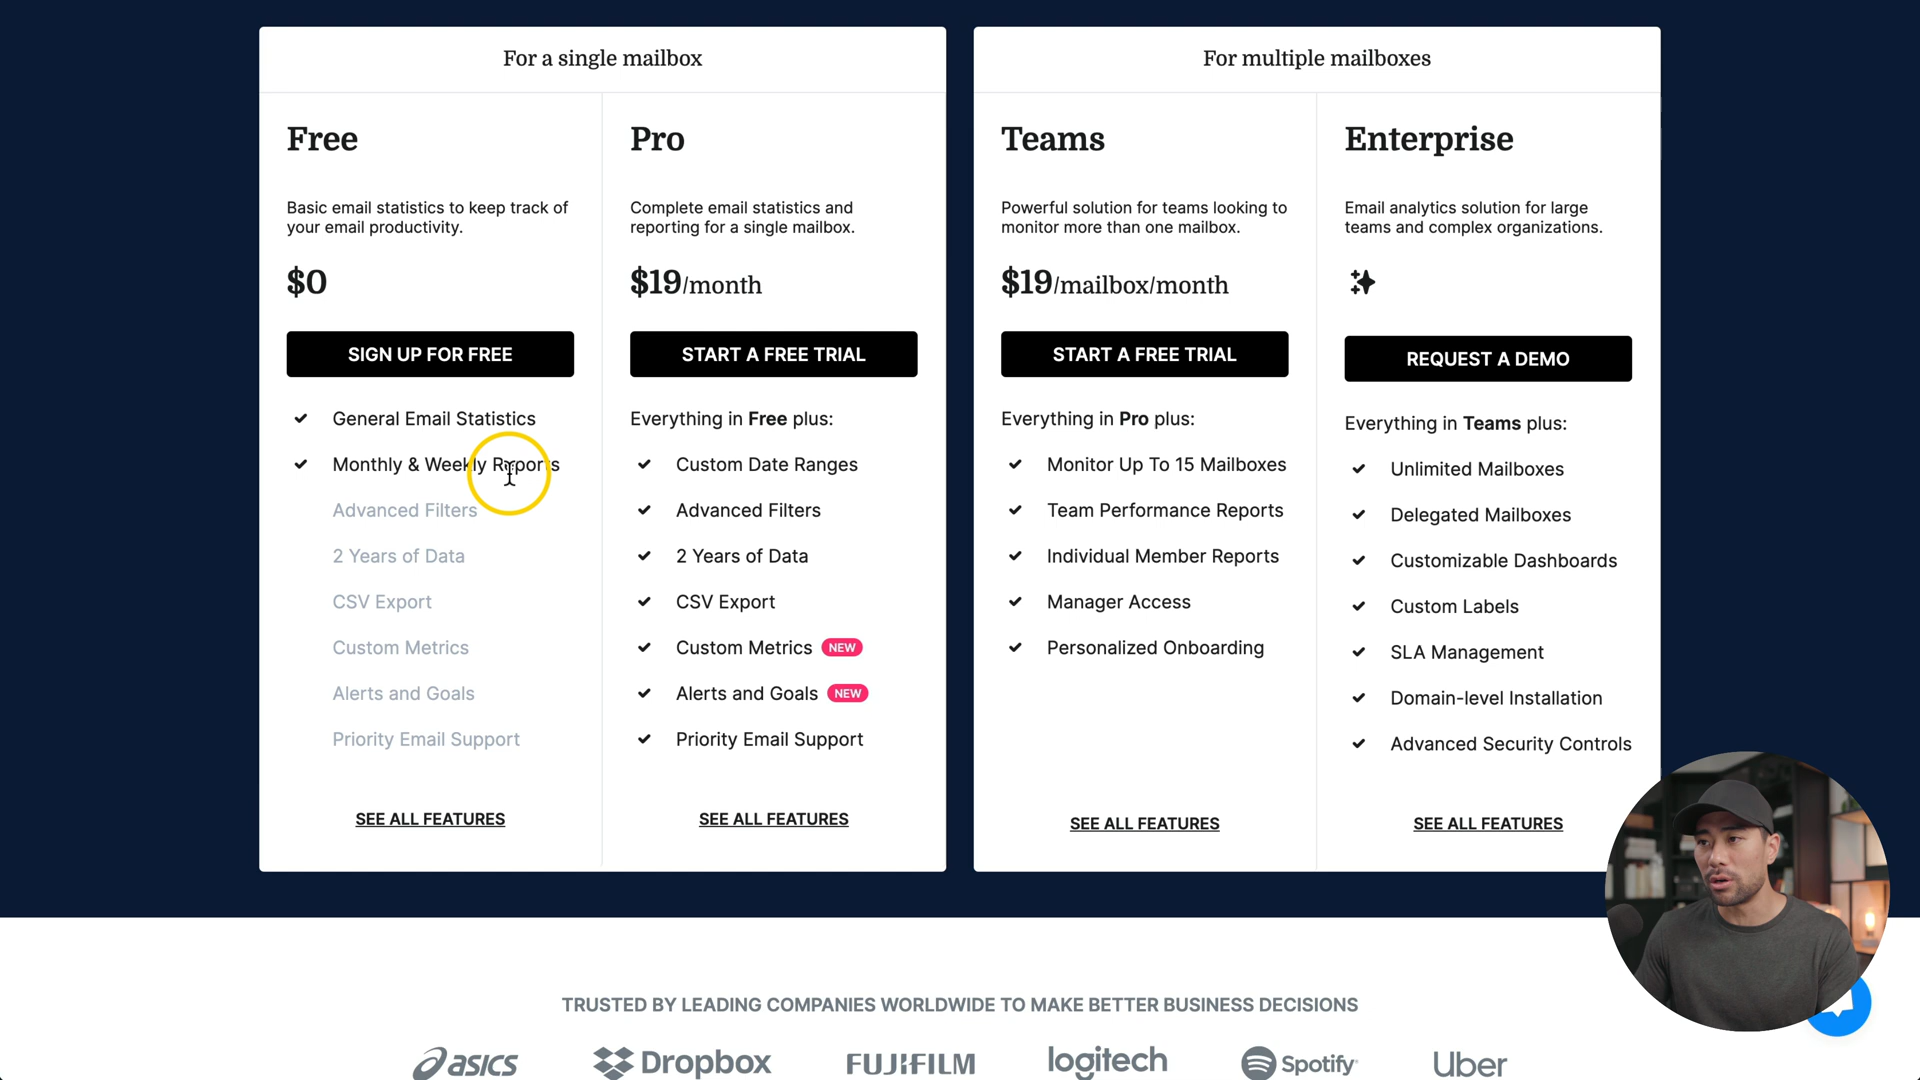 For a single mailbox
Free
Basic email statistics to keep track of
your email productivity.
$0
SIGN UP FOR FREE
General Email Statistics
Monthly & Weekly Reports
Advanced Filters
2 Years of Data
CSV Export
Custom Metrics
Alerts and Goals
Priority Email Support
SEE ALL FEATURES
Pro
Complete email statistics and
reporting for a single mailbox.
$19/month
START A FREE TRIAL
Everything in Free plus:
Custom Date Ranges
Advanced Filters
2 Years of Data
CSV Export
Custom Metrics NEW
Alerts and Goals NEW
Priority Email Support
SEE ALL FEATURES
For multiple mailboxes
Teams
Powerful solution for teams looking to
monitor more than one mailbox.
$19/mailbox/month
START A FREE TRIAL
Everything in Pro plus:
Monitor Up To 15 Mailboxes
Team Performance Reports
Individual Member Reports
Manager Access
Personalized Onboarding
SEE ALL FEATURES
Enterprise
Email analytics solution for large
teams and complex organizations.
REQUEST A DEMO
Everything in Teams plus:
Unlimited Mailboxes
Delegated Mailboxes
Customizable Dashboards
Custom Labels
SLA Management
Domain-level Installation
Advanced Security Controls
SEE ALL FEATURES
TRUSTED BY LEADING COMPANIES WORLDWIDE TO MAKE BETTER BUSINESS DECISIONS
asics Dropbox FUJIFILM logitech Spotify Uber